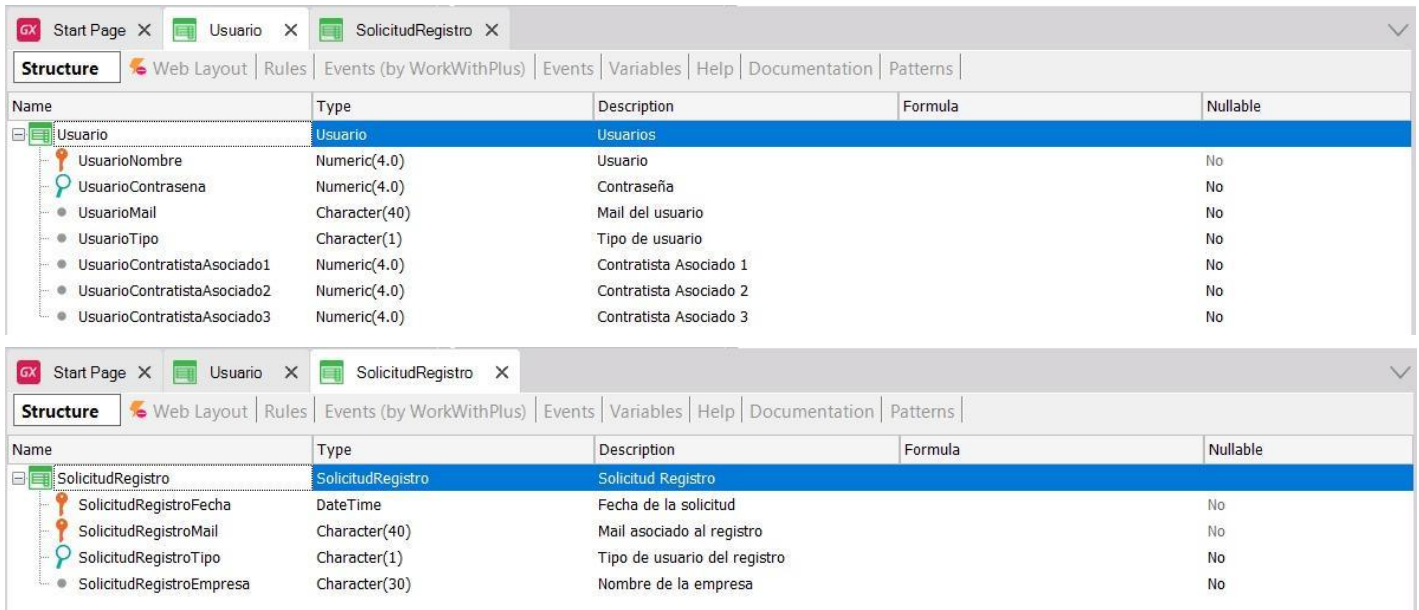 GX Start Page X Usuario X SolicitudRegistro X
Structure Web Layout Rules Events (by WorkWithPlus) Events Variables Help Documentation Patterns
Name Type Description Formula Nullable
Usuario Usuario Usuarios
UsuarioNombre Numeric(4.0) Usuario No
UsuarioContrasena Numeric(4.0) Contraseña No
UsuarioMail Character(40) Mail del usuario No
UsuarioTipo Character(1) Tipo de usuario No
UsuarioContratistaAsociado1 Numeric(4.0) Contratista Asociado 1 No
UsuarioContratistaAsociado2 Numeric(4.0) Contratista Asociado 2 No
UsuarioContratistaAsociado3 Numeric(4.0) Contratista Asociado 3 No
GX Start Page X Usuario X SolicitudRegistro X
Structure Web Layout Rules Events (by WorkWithPlus) Events Variables Help Documentation Patterns
Name Type Description Formula Nullable
SolicitudRegistro SolicitudRegistro Solicitud Registro
SolicitudRegistroFecha DateTime Fecha de la solicitud No
SolicitudRegistroMail Character(40) Mail asociado al registro No
SolicitudRegistroTipo Character(1) Tipo de usuario del registro No
SolicitudRegistroEmpresa Character(30) Nombre de la empresa No